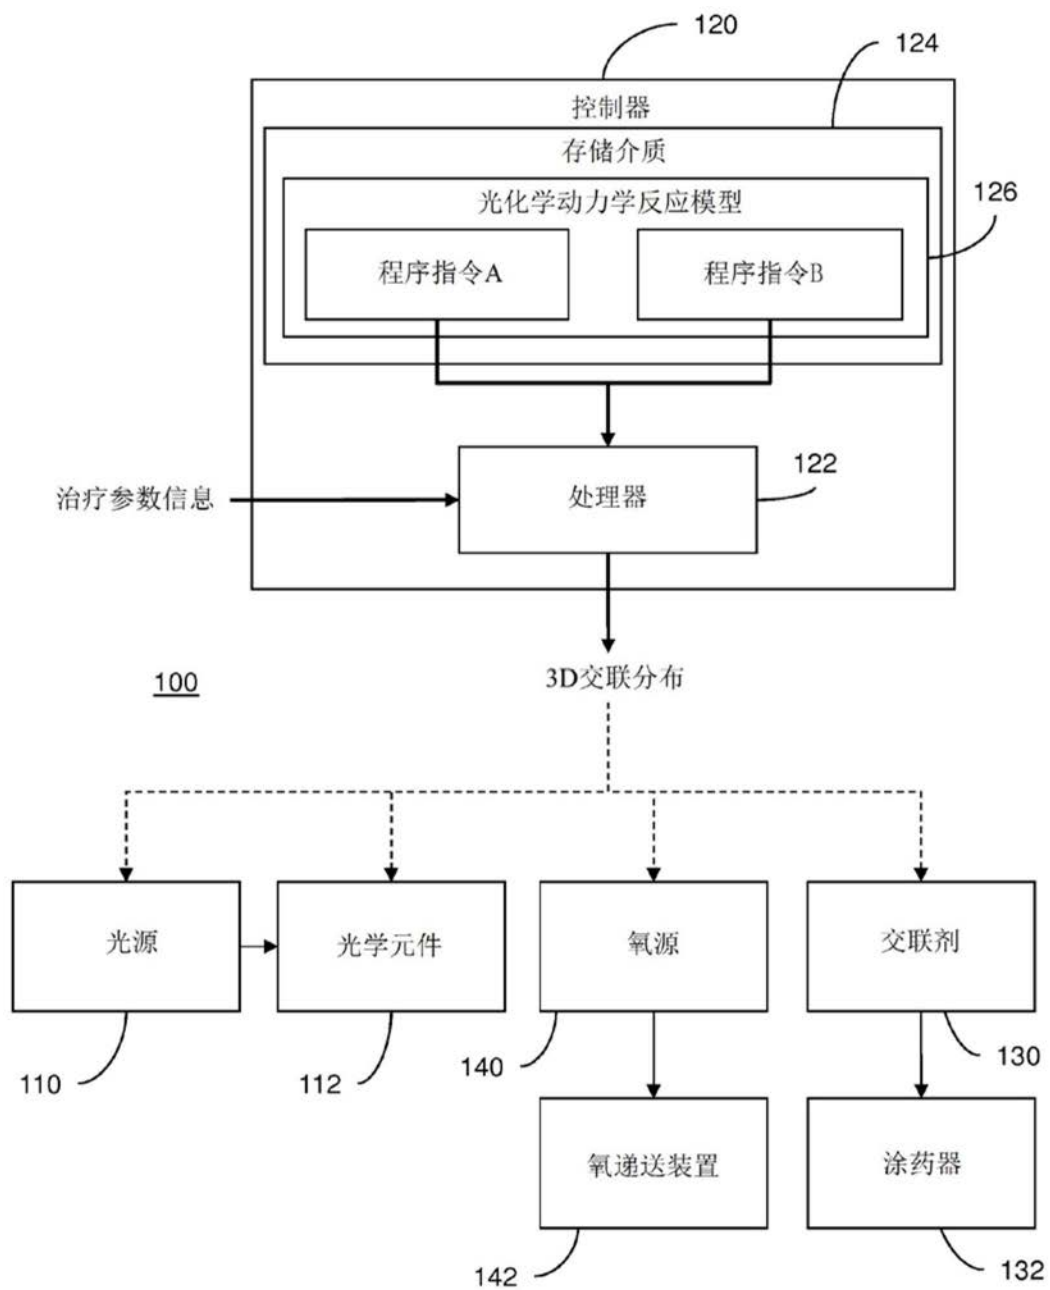 120
124
控制器
存储介质
光化学动力学反应模型
126
程序指令A
程序指令B
122
治疗参数信息
处理器
100
3D交联分布
光源
光学元件
氧源
交联剂
110
112
140
130
氧递送装置
涂药器
142
132